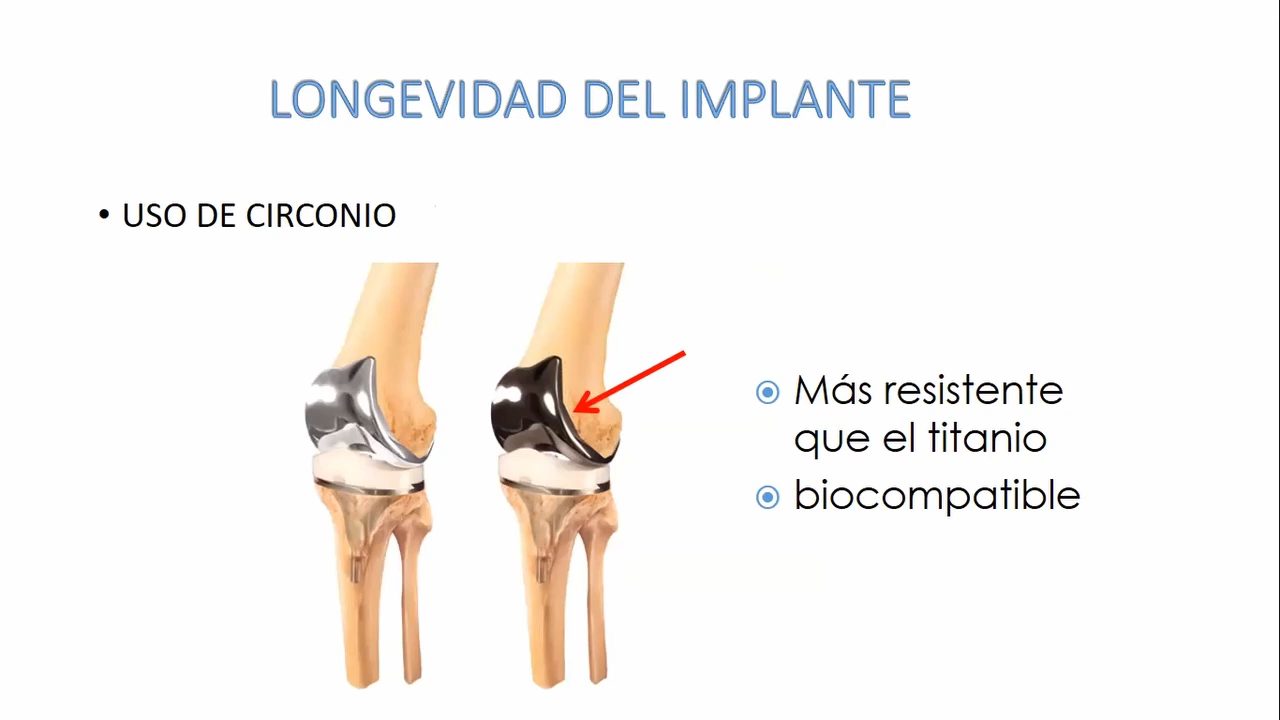 LONGEVIDAD DEL IMPLANTE
• USO DE CIRCONIO
Más resistente
que el titanio
biocompatible